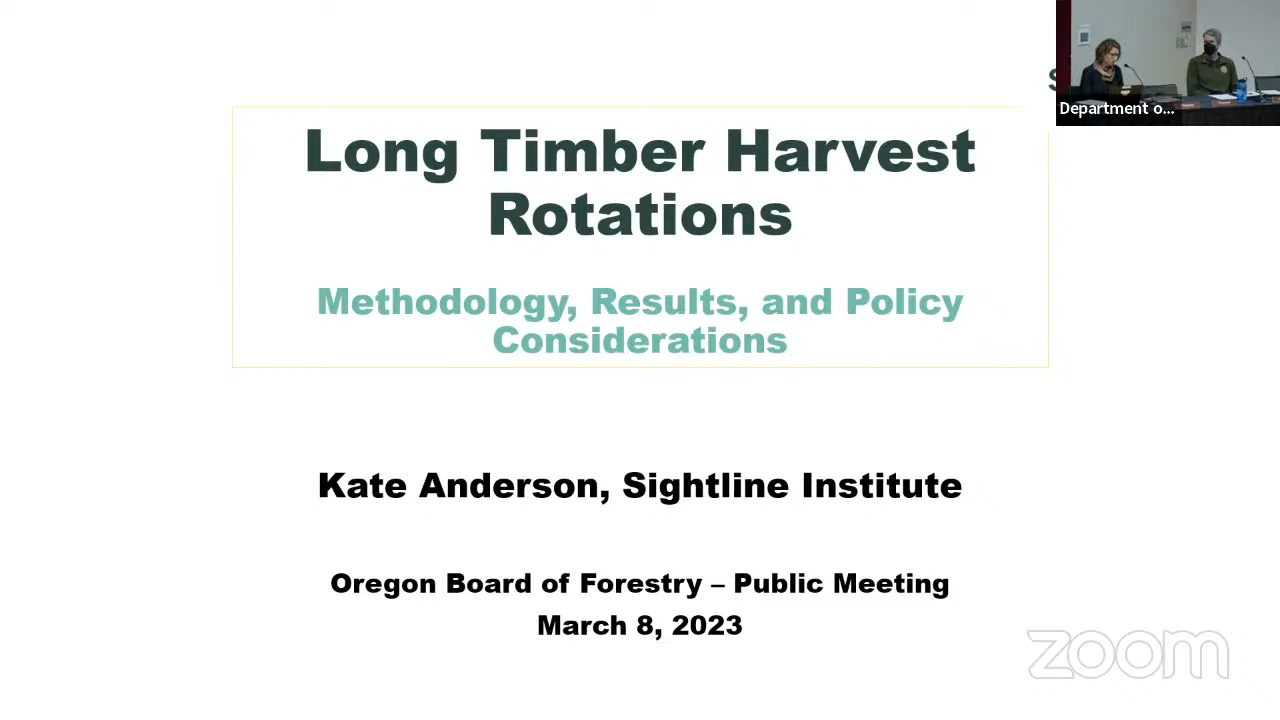 Department o...
Long Timber Harvest
Rotations
Methodology, Results, and Policy
Considerations
Kate Anderson, Sightline Institute
Oregon Board of Forestry – Public Meeting
March 8, 2023
zoom